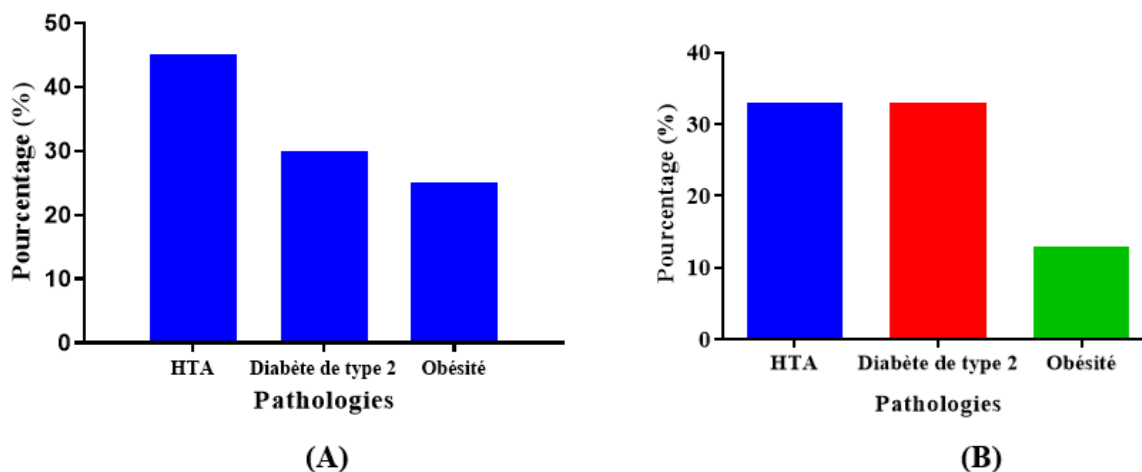 Pourcentage (%)
50
40
30
20
10
0
HTA Diabète de type 2 Obésité
Pathologies
(A)
Pourcentage (%)
40
30
20
10
0
HTA Diabète de type 2 Obésité
Pathologies
(B)